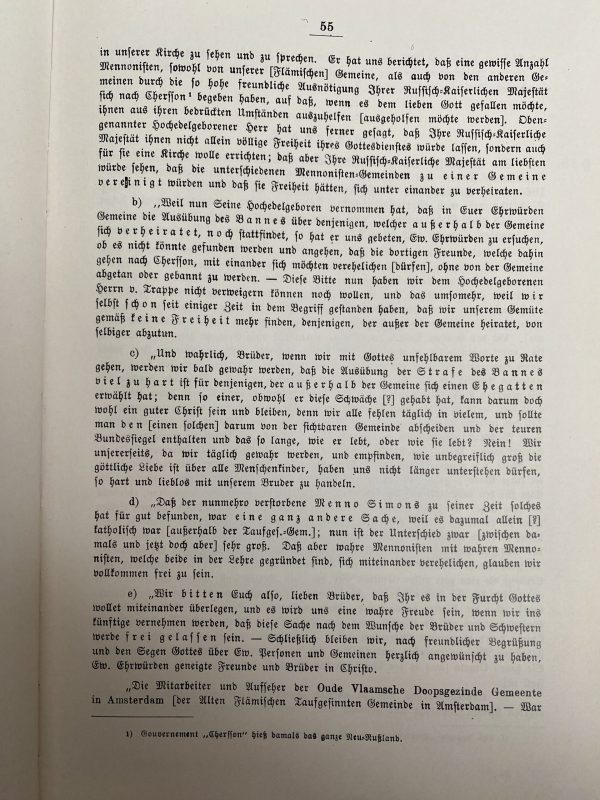 55
in unserer Kirche zu sehen und zu sprechen. Er hat uns berichtet, daß eine gewisse Anzahl
Mennonisten, sowohl von unserer [Flämischen] Gemeine, als auch von den anderen Ge-
meinen durch die so hohe freundliche Ausnötigung Ihrer Russisch-Kaiserlichen Majestät
sich nach Chersson¹ begeben haben, auf daß, wenn es dem lieben Gott gefallen möchte,
ihnen aus ihren bedrückten Umständen auszuhelfen [ausgeholfen möchte werden]. Oben-
genannter Hochedelgeborener Herr hat uns ferner gesagt, daß Ihre Russisch-Kaiserliche
Majestät ihnen nicht allein völlige Freiheit ihres Gottesdienstes würde lassen, sondern auch
für sie eine Kirche wolle errichten; daß aber Ihre Russisch-Kaiserliche Majestät am liebsten
würde sehen, daß die unterschiedenen Mennonisten-Gemeinden zu einer Gemeine
vereinigt würden und daß sie Freiheit hätten, sich unter einander zu verheiraten.
b) „Weil nun Seine Hochedelgeboren vernommen hat, daß in Euer Ehrwürden
Gemeine die Ausübung des Bannes über denjenigen, welcher außerhalb der Gemeine
sich verheiratet, noch stattfindet, so hat er uns gebeten, Ew. Ehrwürden zu ersuchen,
ob es nicht könnte gefunden werden und angehen, daß die dortigen Freunde, welche dahin
gehen nach Chersson, mit einander sich möchten verehelichen [dürfen], ohne von der Gemeine
abgetan oder gebannt zu werden. — Diese Bitte nun haben wir dem Hochedelgeborenen
Herrn v. Trappe nicht verweigern können noch wollen, und das umsomehr, weil wir
selbst schon seit einiger Zeit in dem Begriff gestanden haben, daß wir unserem Gemüte
gemäß keine Freiheit mehr finden, denjenigen, der außer der Gemeine heiratet, von
selbiger abzutun.
c) „Und wahrlich, Brüder, wenn wir mit Gottes unfehlbarem Worte zu Rate
gehen, werden wir bald gewahr werden, daß die Ausübung der Strafe des Bannes
viel zu hart ist für denjenigen, der außerhalb der Gemeine sich einen Ehegatten
erwählt hat; denn so einer, obwohl er diese Schwäche [?] gehabt hat, kann darum doch
wohl ein guter Christ sein und bleiben, denn wir alle fehlen täglich in vielem, und sollte
man den [einen solchen] darum von der sichtbaren Gemeinde abscheiden und der teuren
Bundessiegel enthalten und das so lange, wie er lebt, oder wie sie lebt? Nein! Wir
unsererseits, da wir täglich gewahr werden, und empfinden, wie unbegreiflich groß die
göttliche Liebe ist über alle Menschenkinder, haben uns nicht länger unterstehen dürfen,
so hart und lieblos mit unserem Bruder zu handeln.
d) „Daß der nunmehro verstorbene Menno Simons zu seiner Zeit solches
hat für gut befunden, war eine ganz andere Sache, weil es dazumal allein [?]
katholisch war [außerhalb der Taufges.-Gem.]; nun ist der Unterschied zwar [zwischen da-
mals und jetzt doch aber] sehr groß. Daß aber wahre Mennonisten mit wahren Menno-
nisten, welche beide in der Lehre gegründet sind, sich miteinander verehelichen, glauben wir
vollkommen frei zu sein.
e) „Wir bitten Euch also, lieben Brüder, daß Ihr es in der Furcht Gottes
wollet miteinander überlegen, und es wird uns eine wahre Freude sein, wenn wir ins
künftige vernehmen werden, daß diese Sache nach dem Wunsche der Brüder und Schwestern
werde frei gelassen sein. — Schließlich bleiben wir, nach freundlicher Begrüßung
und den Segen Gottes über Ew. Personen und Gemeinen herzlich angewünscht zu haben,
Ew. Ehrwürden geneigte Freunde und Brüder in Christo.
„Die Mitarbeiter und Aufseher der Oude Vlaamsche Doopsgezinde Gemeente
in Amsterdam [der Alten Flämischen Taufgesinnten Gemeinde in Amsterdam]. — War
1) Gouvernement „Chersson" hieß damals das ganze Neu-Rußland.